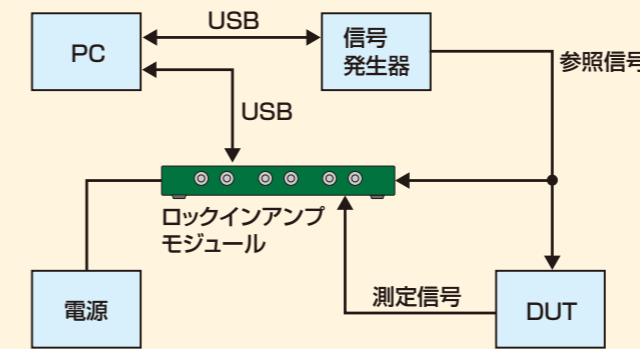 USB
PC
信号
発生器
参照信号
USB
ロックインアンプ
モジュール
電源
測定信号
DUT